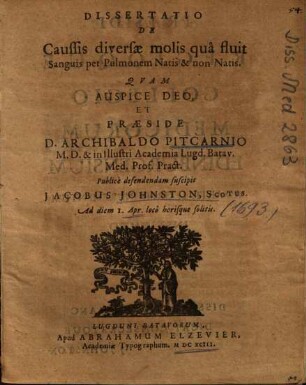 DISSERTATIO
DE
Caussis diversæ molis quâ fluit
Sanguis per Pulmonem Natis & non Natis.
QUAM
AUSPICE DEO,
ET
PRÆSIDE
D. ARCHIBALDO PITCARNIO
M. D. & in Illustri Academia Lugd. Batav.
Med. Prof. Pract.
Publicè defendendam suscipit
JACOBUS JOHNSTON, SCOTUS.
Ad diem 1. Apr. locô horisque solitis.
(1693.)
LUGDUNI BATAVORUM,
Apud ABRAHAMUM ELZEVIER,
Academiæ Typographum. M DC XCIII.
Diss Med 2863